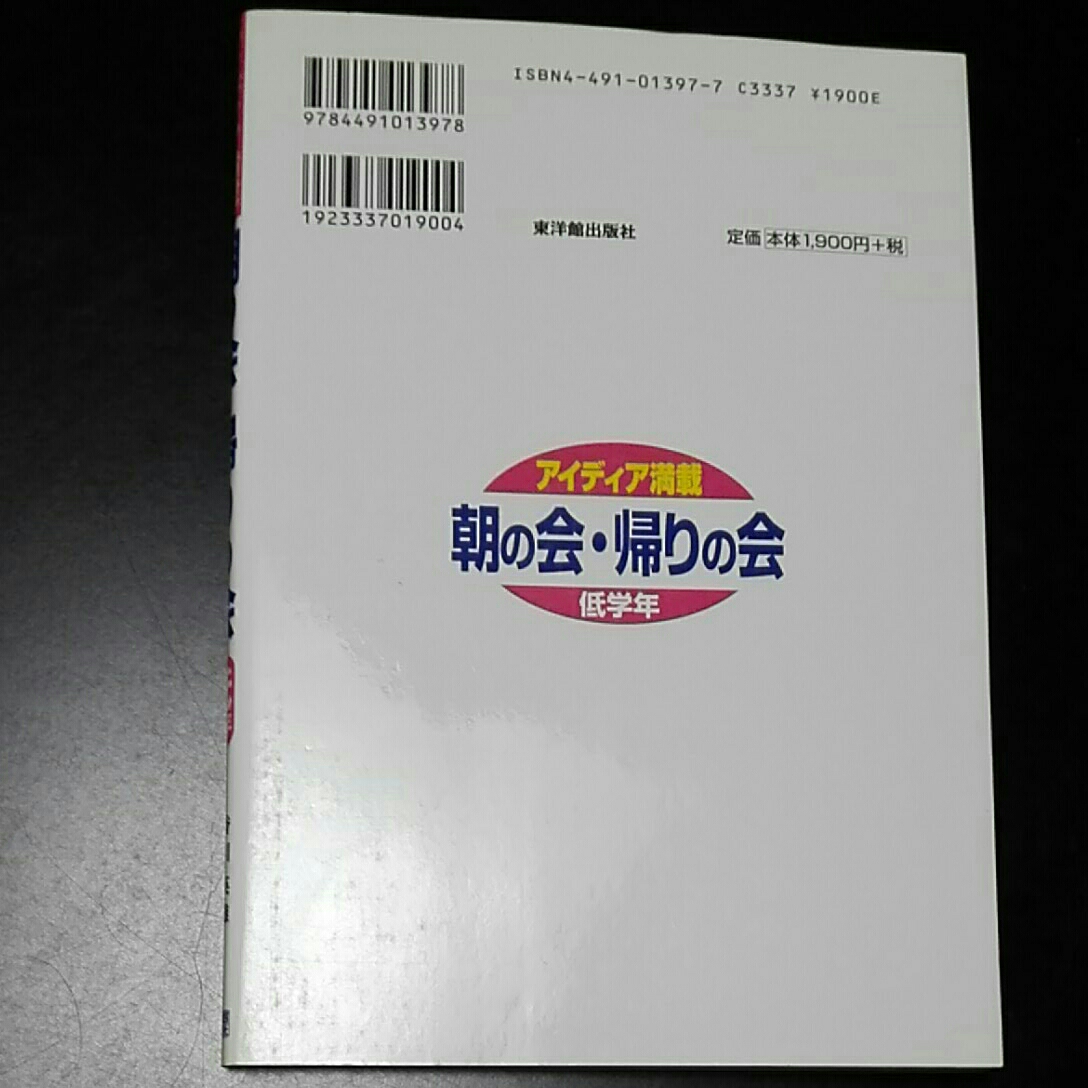 ISBN4-491-01397-7 C3337 ¥1900E
9784491013978
1923337019004
東洋館出版社
定価 本体1,900円+税
アイディア満載
朝の会・帰りの会
低学年